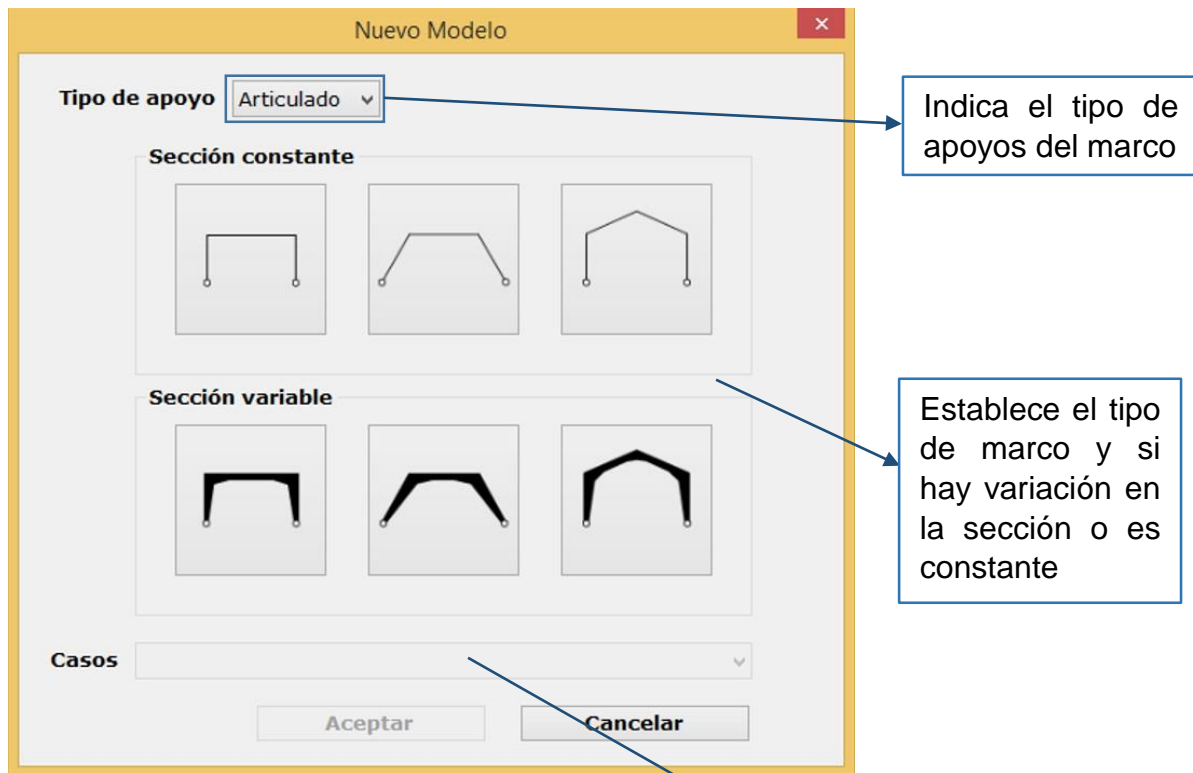 Nuevo Modelo
Tipo de apoyo Articulado
Indica el tipo de
apoyos del marco
Sección constante
Sección variable
Establece el tipo
de marco y si
hay variación en
la sección o es
constante
Casos
Aceptar Cancelar